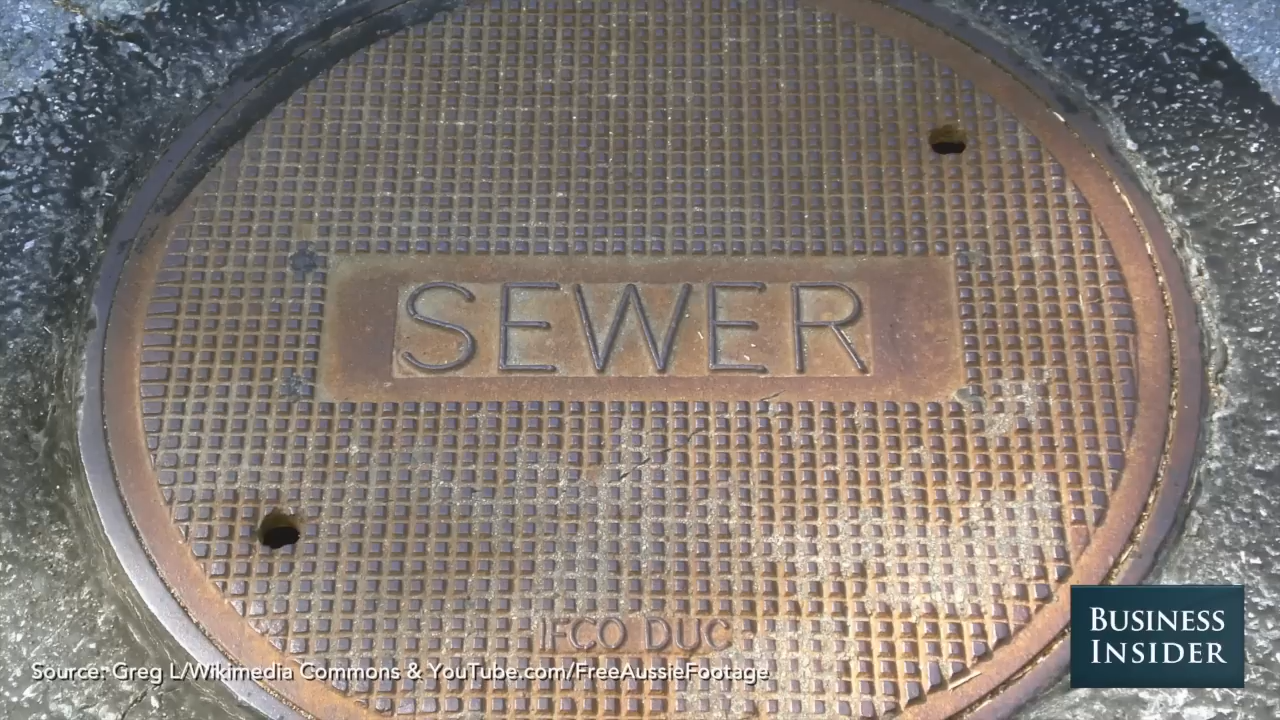 SEWER
IFCO DUC
Source: Greg L/Wikimedia Commons & YouTube.com/FreeAussieFootage
BUSINESS
INSIDER